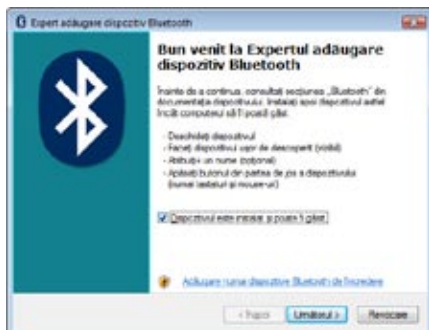 Expert adăugare dispozitiv Bluetooth
Bun venit la Expertul adăugare
dispozitiv Bluetooth
Înainte de a continua, consultați secțiunea „Bluetooth" din
documentația dispozitivului. Instalați apoi dispozitivul astfel
încât computerul să îl poată găsi:
- Deschideți dispozitivul
- Faceți dispozitivul ușor de descoperit (vizibil)
- Atribuiți-i un nume (opțional)
- Apăsați butonul din partea de jos a dispozitivului
(numai tastaturi și mouse-uri)
Dispozitivul este instalat și poate fi găsit.
Adăugare numai dispozitive Bluetooth de încredere
< Înapoi
Următorul >
Revocare